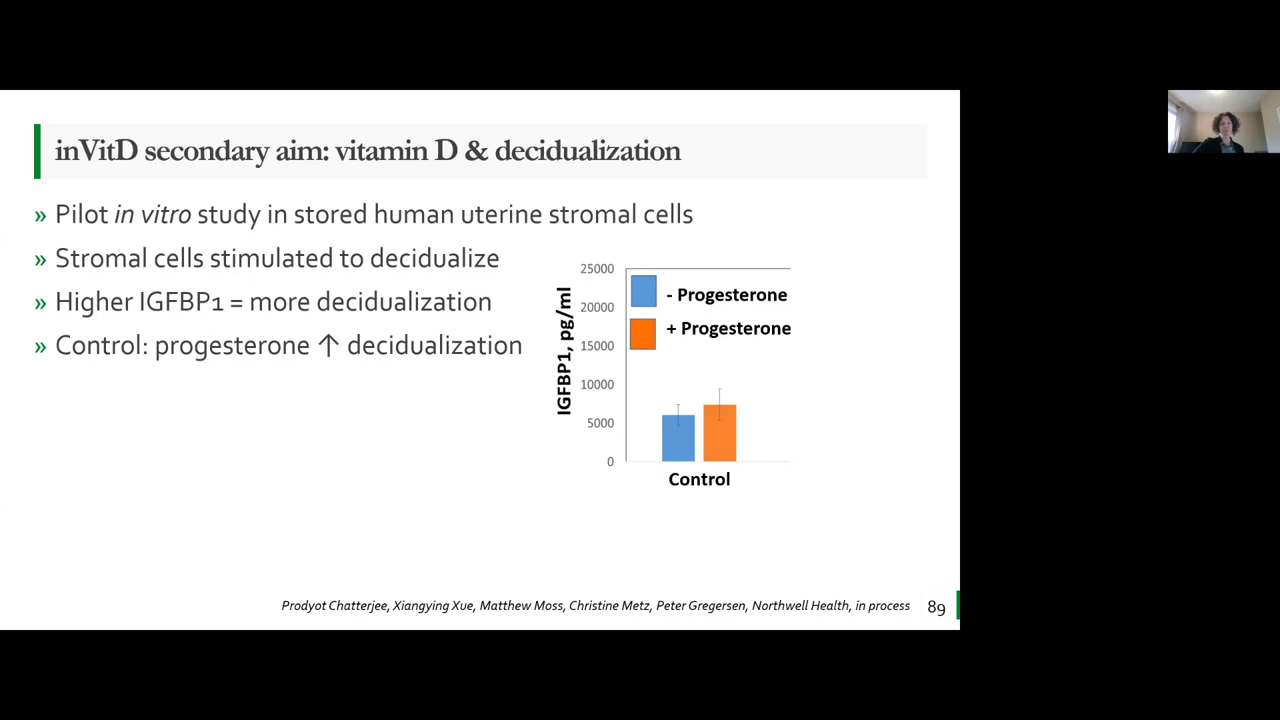 inVitD secondary aim: vitamin D & decidualization
» Pilot in vitro study in stored human uterine stromal cells
» Stromal cells stimulated to decidualize
» Higher IGFBP1 = more decidualization
» Control: progesterone ↑ decidualization
IGFBP1, pg/ml
25000
20000
15000
10000
5000
0
- Progesterone
+ Progesterone
Control
Prodyot Chatterjee, Xiangying Xue, Matthew Moss, Christine Metz, Peter Gregersen, Northwell Health, in process
89